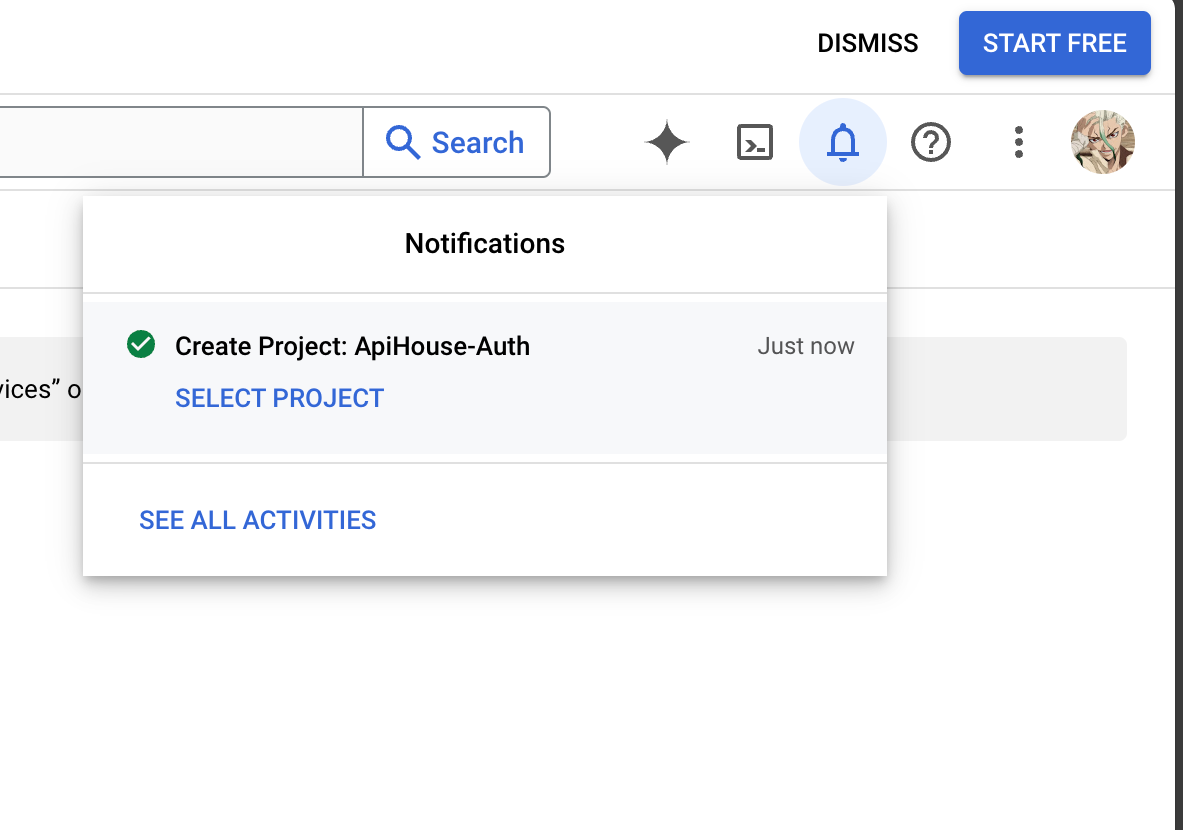 DISMISS
START FREE
Search
Notifications
Create Project: ApiHouse-Auth
Just now
SELECT PROJECT
vices” o
SEE ALL ACTIVITIES